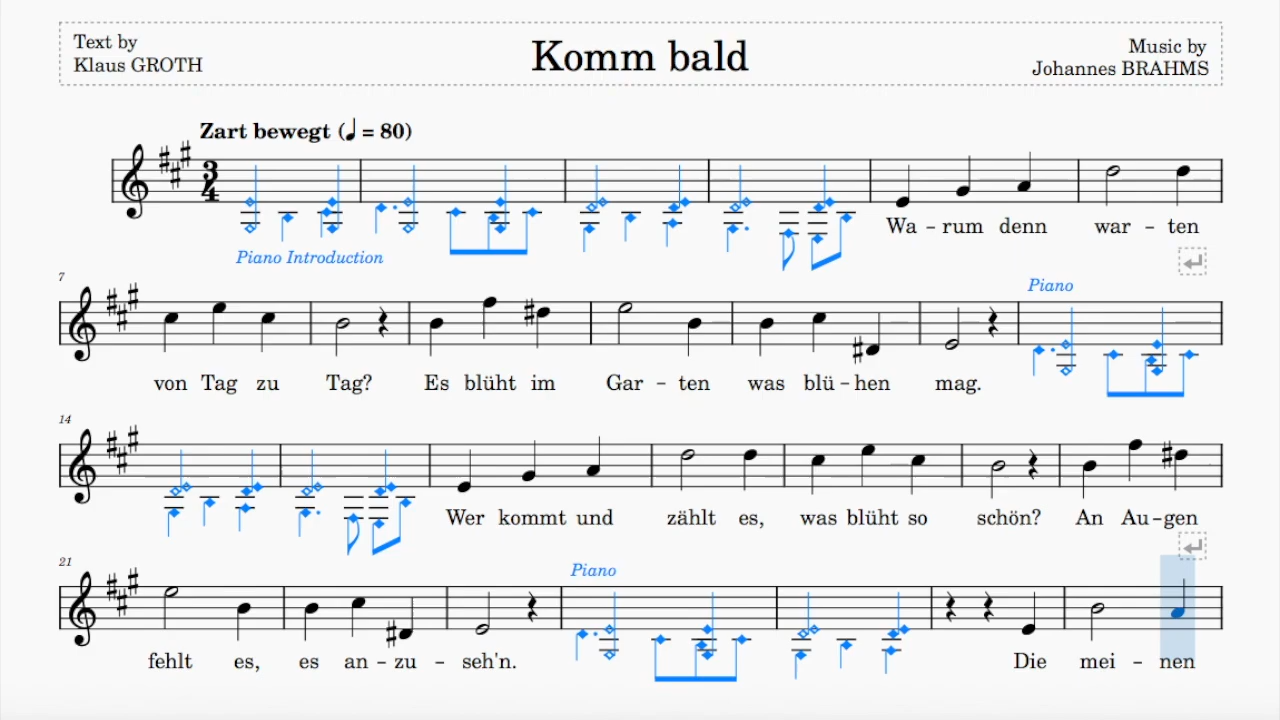 Text by
Klaus GROTH
Komm bald
Music by
Johannes BRAHMS
Zart bewegt (♩ = 80)
3
4
Wa – rum denn war – ten
Piano Introduction
7
Piano
von Tag zu Tag? Es blüht im Gar – ten was blü – hen mag.
14
Wer kommt und zählt es, was blüht so schön? An Au – gen
21
Piano
fehlt es, es an – zu – seh'n. Die mei – nen